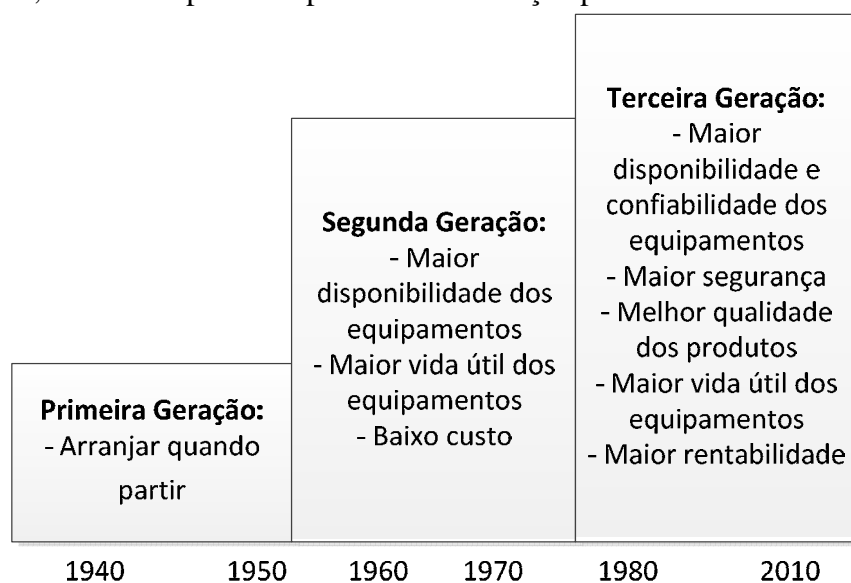 Primeira Geração:
- Arranjar quando
partir
Segunda Geração:
- Maior
disponibilidade dos
equipamentos
- Maior vida útil dos
equipamentos
- Baixo custo
Terceira Geração:
- Maior
disponibilidade e
confiabilidade dos
equipamentos
- Maior segurança
- Melhor qualidade
dos produtos
- Maior vida útil dos
equipamentos
- Maior rentabilidade
1940 1950 1960 1970 1980 2010